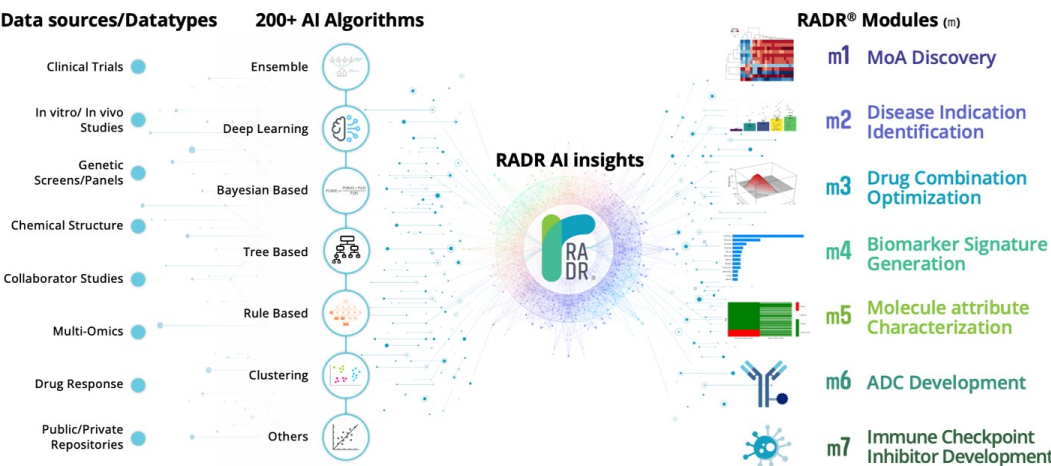 Data sources/Datatypes
200+ AI Algorithms
RADR® Modules (m)
Clinical Trials
In vitro/ In vivo
Studies
Genetic
Screens/Panels
Chemical Structure
Collaborator Studies
Multi-Omics
Drug Response
Public/Private
Repositories
Ensemble
Deep Learning
Bayesian Based
Tree Based
Rule Based
Clustering
Others
RADR AI insights
RA
DR®
m1 MoA Discovery
m2 Disease Indication
Identification
m3 Drug Combination
Optimization
m4 Biomarker Signature
Generation
m5 Molecule attribute
Characterization
m6 ADC Development
m7 Immune Checkpoint
Inhibitor Development